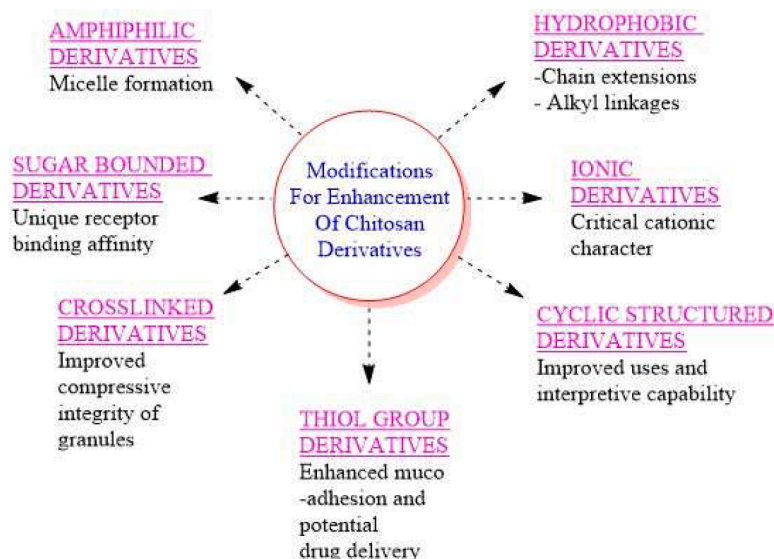 AMPHIPHILIC
DERIVATIVES
Micelle formation
HYDROPHOBIC
DERIVATIVES
-Chain extensions
- Alkyl linkages
Modifications
For Enhancement
Of Chitosan
Derivatives
SUGAR BOUNDED
DERIVATIVES
Unique receptor
binding affinity
IONIC
DERIVATIVES
Critical cationic
character
CROSSLINKED
DERIVATIVES
Improved
compressive
integrity of
granules
CYCLIC STRUCTURED
DERIVATIVES
Improved uses and
interpretive capability
THIOL GROUP
DERIVATIVES
Enhanced muco
-adhesion and
potential
drug delivery